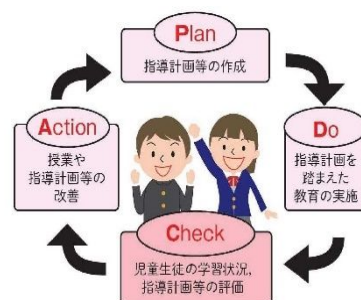 Plan
指導計画等の作成
Do
指導計画を
踏まえた
教育の実施
Check
児童生徒の学習状況,
指導計画等の評価
Action
授業や
指導計画等の
改善